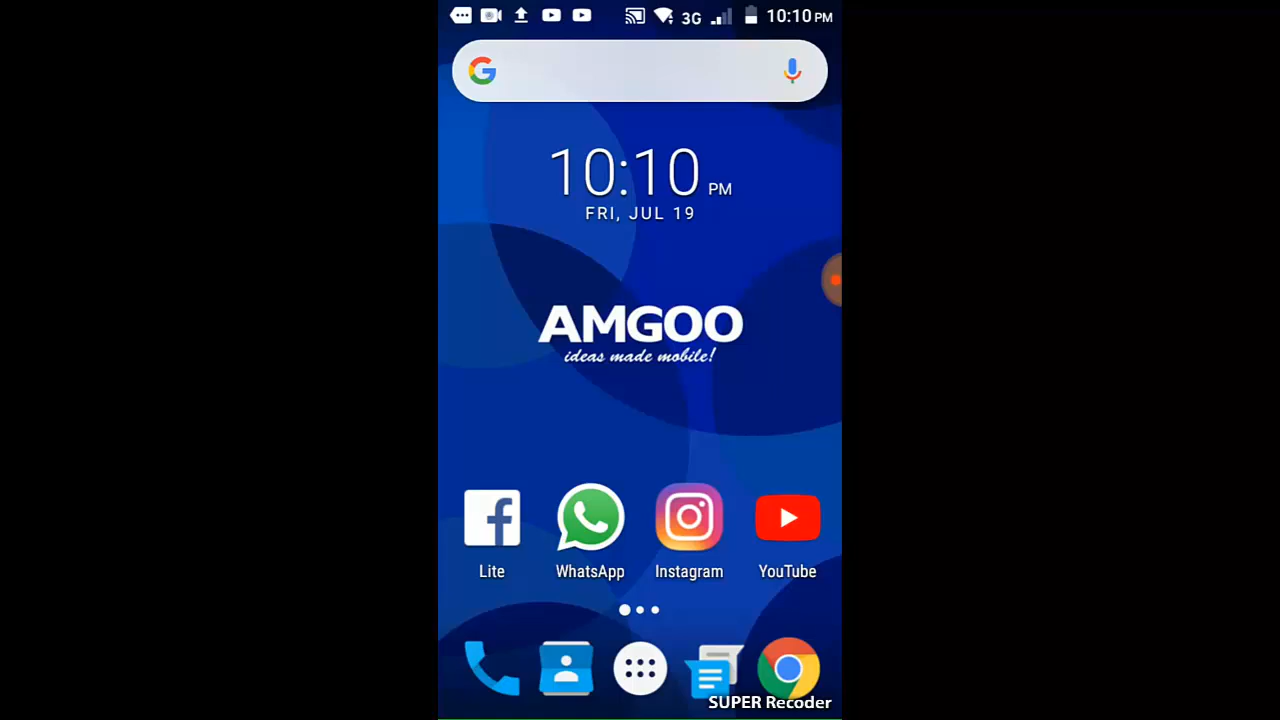 3G 10:10 PM
10:10 PM
FRI, JUL 19
AMGOO
ideas made mobile!
Lite WhatsApp Instagram YouTube
SUPER Recoder